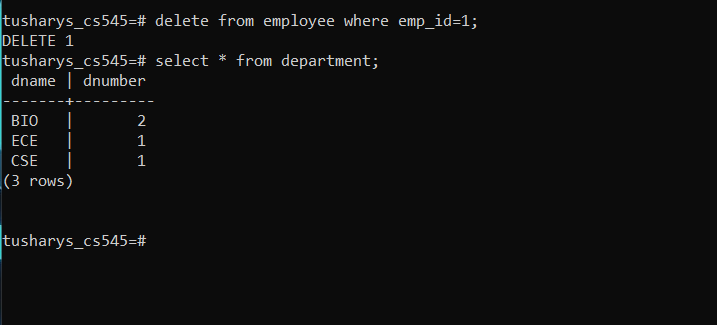 tusharys_cs545=# delete from employee where emp_id=1;
DELETE 1
tusharys_cs545=# select * from department;
 dname | dnumber
-------+---------
 BIO   |       2
 ECE   |       1
 CSE   |       1
(3 rows)
tusharys_cs545=#